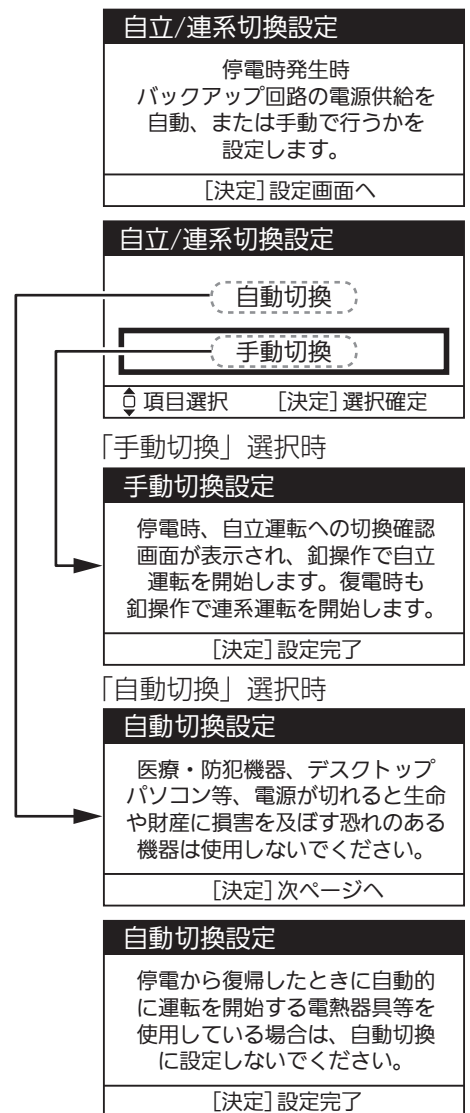 自立/連系切換設定
停電時発生時
バックアップ回路の電源供給を
自動、または手動で行うかを
設定します。
[決定]設定画面へ
自立/連系切換設定
自動切換
手動切換
項目選択 [決定]選択確定
「手動切換」選択時
手動切換設定
停電時、自立運転への切換確認
画面が表示され、釦操作で自立
運転を開始します。復電時も
釦操作で連系運転を開始します。
[決定]設定完了
「自動切換」選択時
自動切換設定
医療・防犯機器、デスクトップ
パソコン等、電源が切れると生命
や財産に損害を及ぼす恐れのある
機器は使用しないでください。
[決定]次ページへ
自動切換設定
停電から復帰したときに自動的
に運転を開始する電熱器具等を
使用している場合は、自動切換
に設定しないでください。
[決定]設定完了